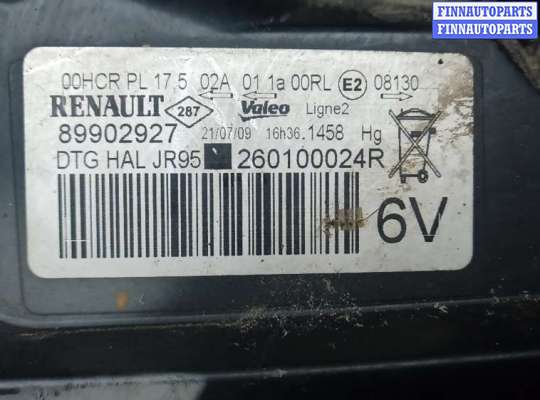 FINNAUTOPARTS
FINNAUTOPARTS
00HCR PL 17,5 02A 01 1a 00RL E2 08130
RENAULT 287 Valeo Ligne2
89902927 21/07/09 16h36 1458 Hg
DTG HAL JR95 260100024R
6V